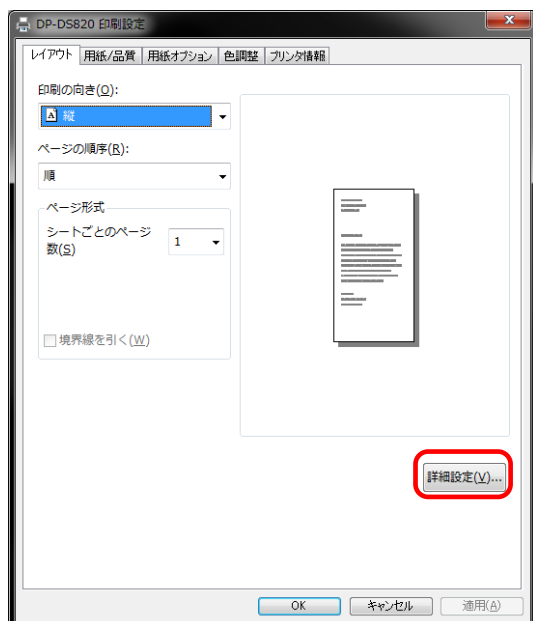 DP-DS820 印刷設定
レイアウト 用紙/品質 用紙オプション 色調整 プリンタ情報
印刷の向き(O):
A 縦
ページの順序(R):
順
ページ形式
シートごとのページ
数(S)
1
境界線を引く(W)
詳細設定(V)...
OK キャンセル 適用(A)